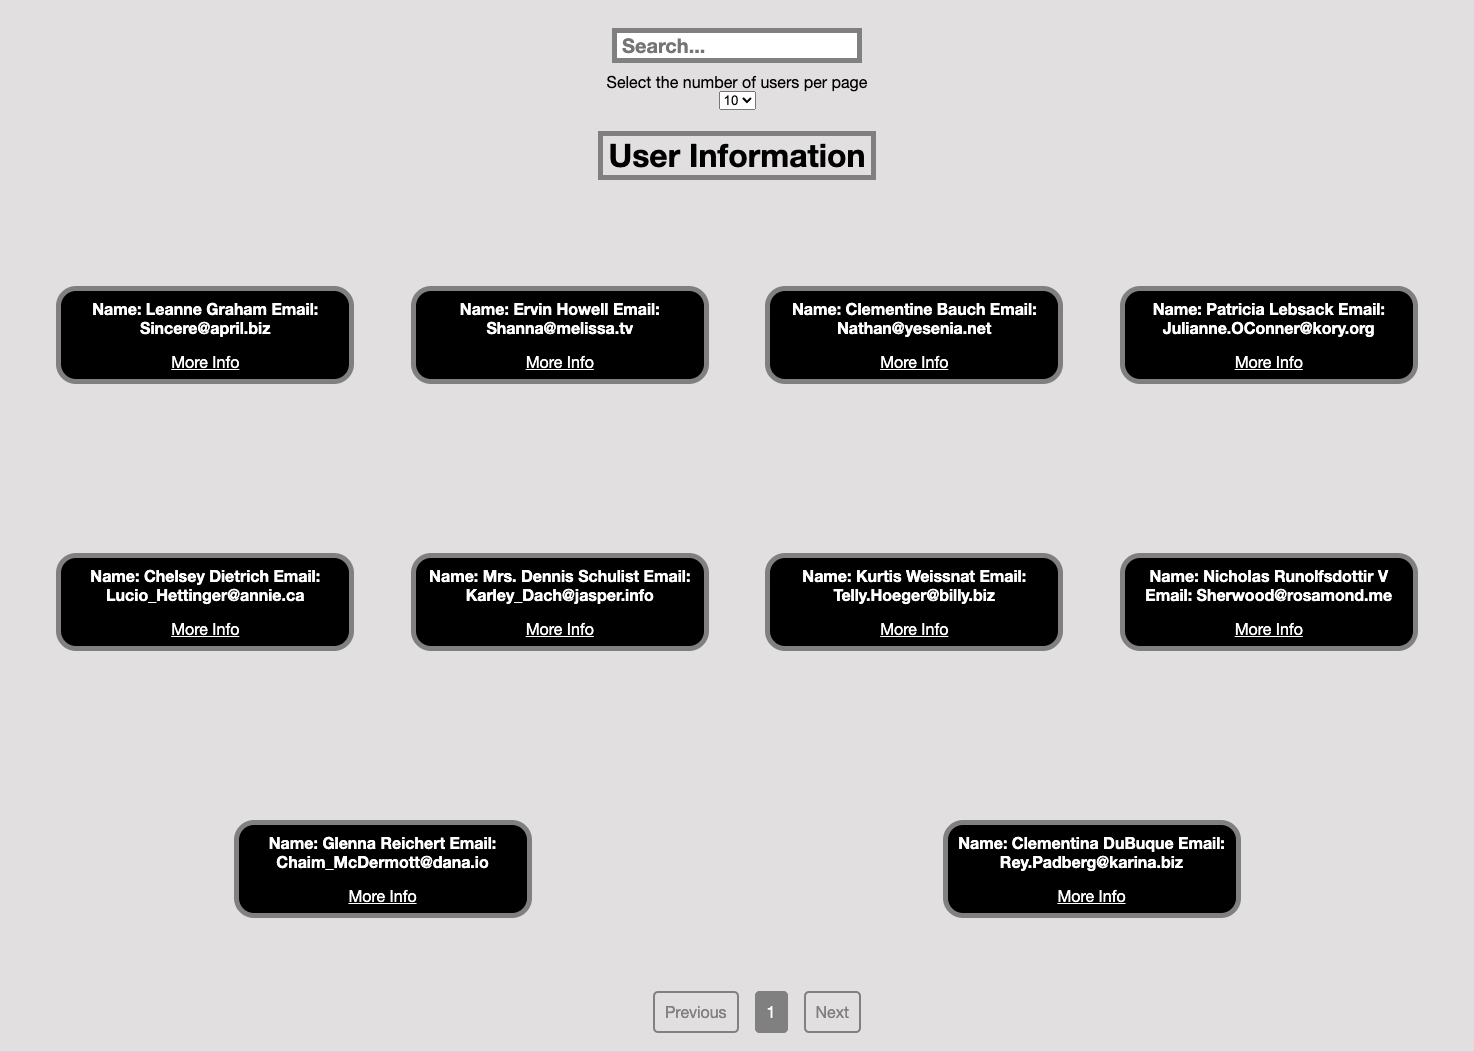 Search...
Select the number of users per page
10
User Information
Name: Leanne Graham Email:
Sincere@april.biz
More Info
Name: Ervin Howell Email:
Shanna@melissa.tv
More Info
Name: Clementine Bauch Email:
Nathan@yesenia.net
More Info
Name: Patricia Lebsack Email:
Julianne.OConner@kory.org
More Info
Name: Chelsey Dietrich Email:
Lucio_Hettinger@annie.ca
More Info
Name: Mrs. Dennis Schulist Email:
Karley_Dach@jasper.info
More Info
Name: Kurtis Weissnat Email:
Telly.Hoeger@billy.biz
More Info
Name: Nicholas Runolfsdottir V
Email: Sherwood@rosamond.me
More Info
Name: Glenna Reichert Email:
Chaim_McDermott@dana.io
More Info
Name: Clementina DuBuque Email:
Rey.Padberg@karina.biz
More Info
Previous 1 Next